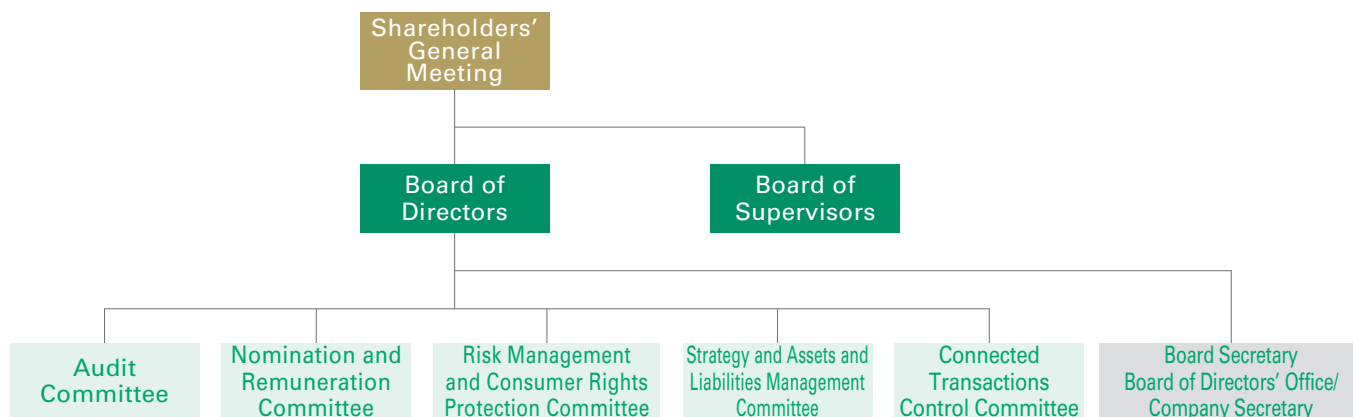 Shareholders’
General
Meeting
Board of
Directors
Board of
Supervisors
Audit
Committee
Nomination and
Remuneration
Committee
Risk Management
and Consumer Rights
Protection Committee
Strategy and Assets and
Liabilities Management
Committee
Connected
Transactions
Control Committee
Board Secretary
Board of Directors’ Office/
Company Secretary